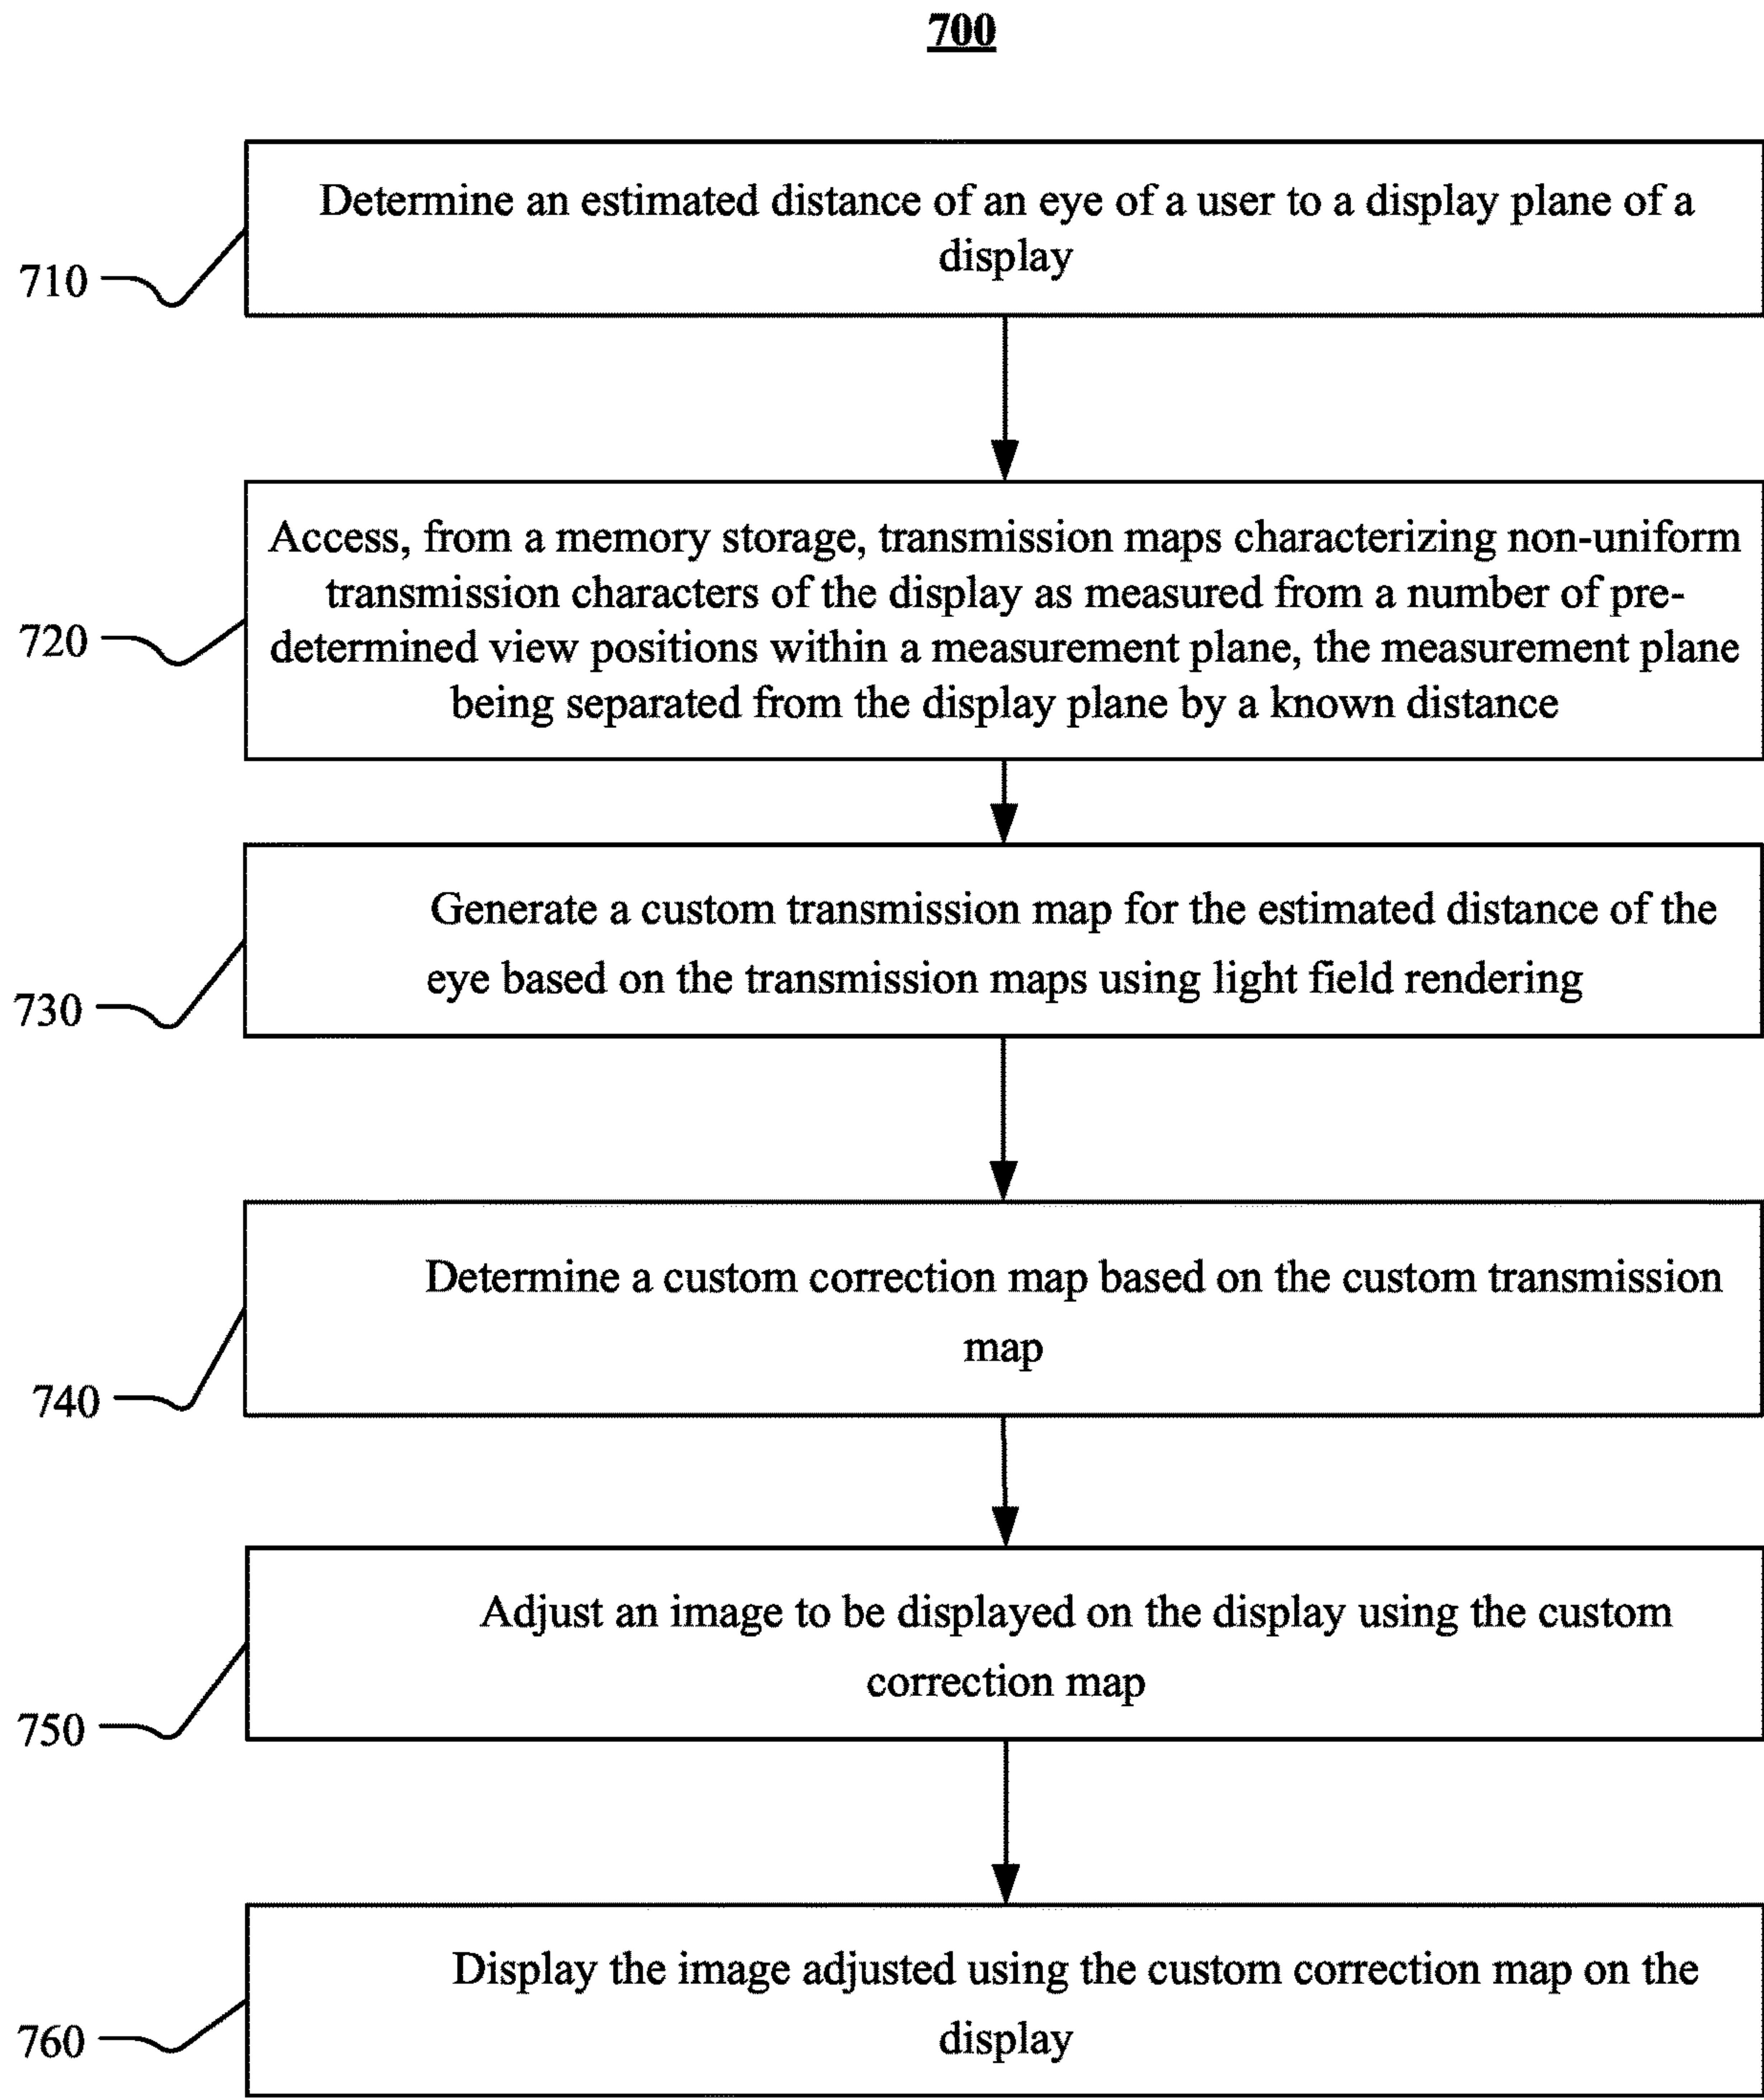 700
Determine an estimated distance of an eye of a user to a display plane of a
display
710
Access, from a memory storage, transmission maps characterizing non-uniform
transmission characters of the display as measured from a number of pre-
determined view positions within a measurement plane, the measurement plane
being separated from the display plane by a known distance
720
Generate a custom transmission map for the estimated distance of the
eye based on the transmission maps using light field rendering
730
Determine a custom correction map based on the custom transmission
map
740
Adjust an image to be displayed on the display using the custom
correction map
750
Display the image adjusted using the custom correction map on the
display
760